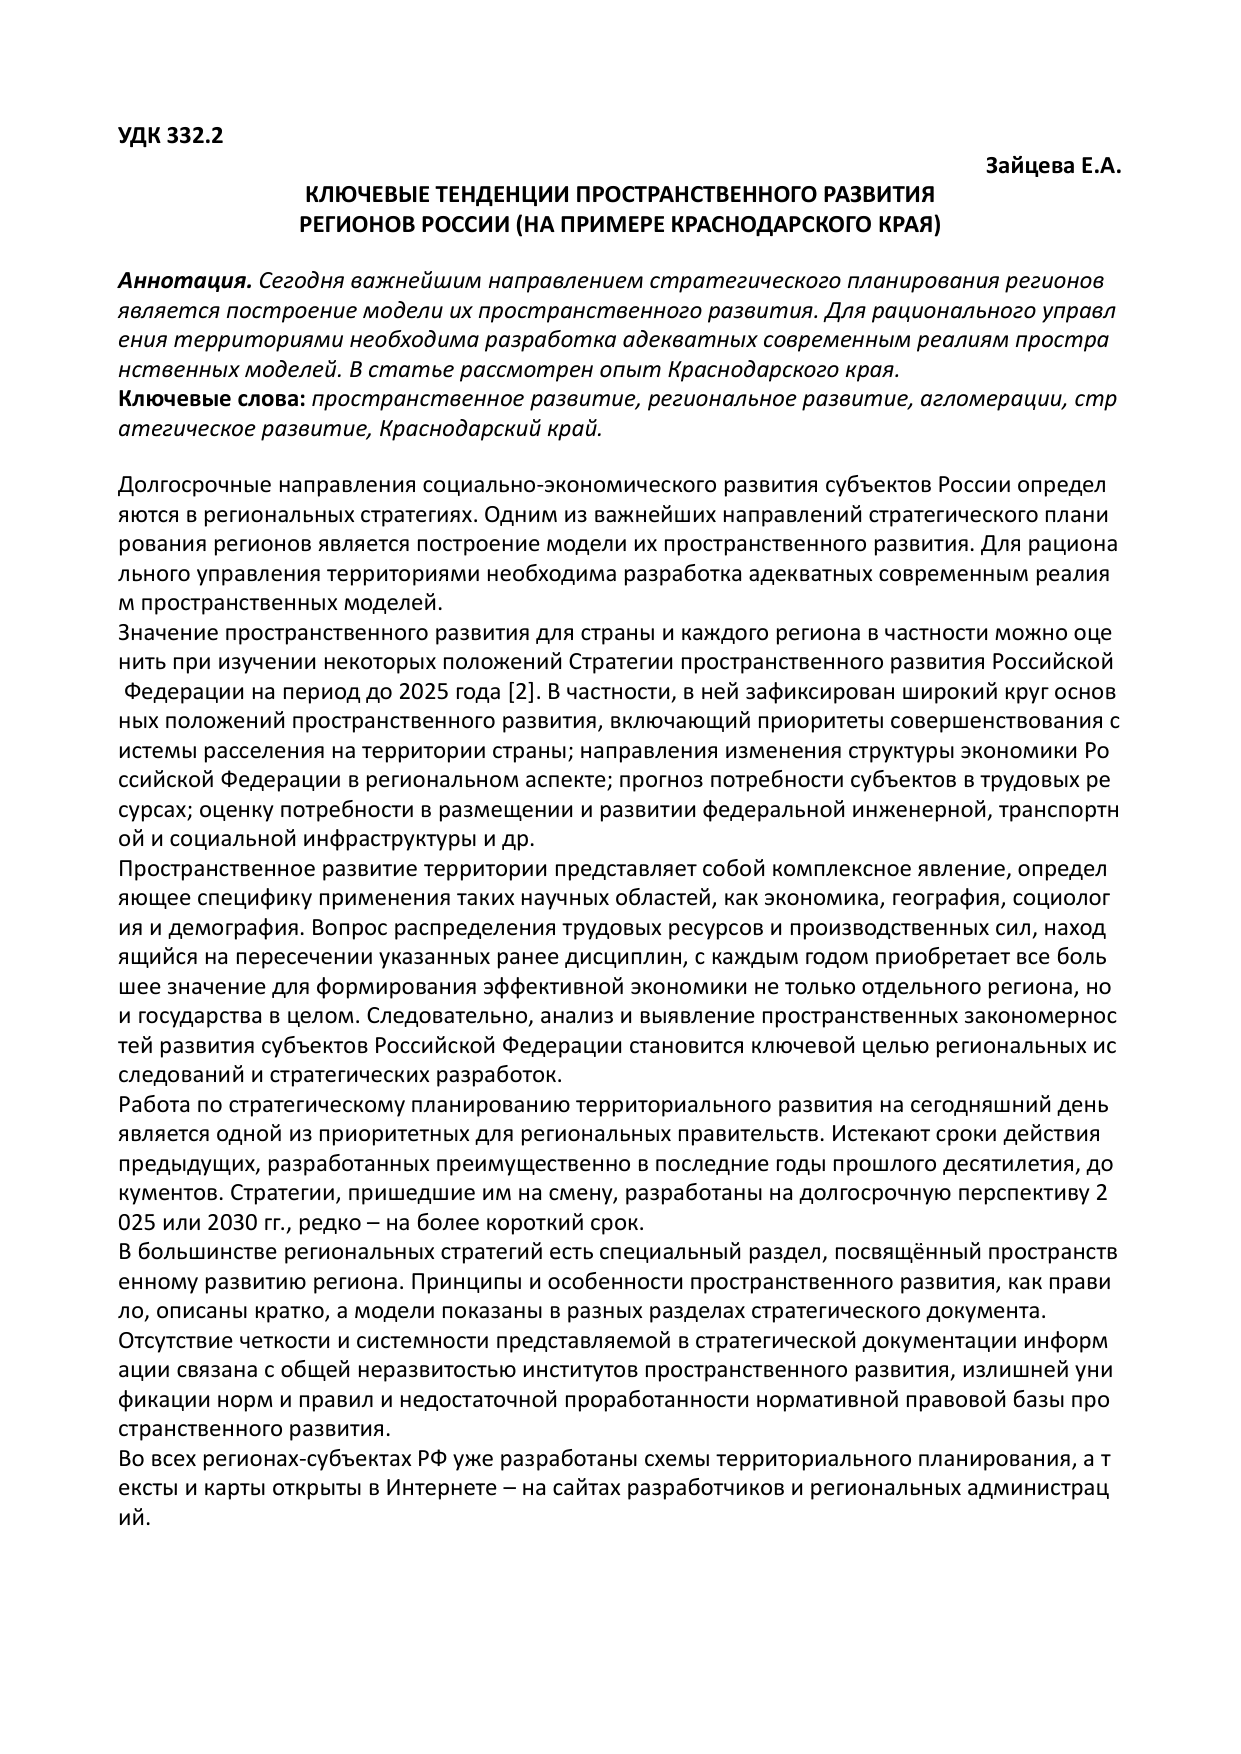 УДК 332.2
Зайцева Е.А.
КЛЮЧЕВЫЕ ТЕНДЕНЦИИ ПРОСТРАНСТВЕННОГО РАЗВИТИЯ
РЕГИОНОВ РОССИИ (НА ПРИМЕРЕ КРАСНОДАРСКОГО КРАЯ)
Аннотация. Сегодня важнейшим направлением стратегического планирования регионов
является построение модели их пространственного развития. Для рационального управл
ения территориями необходима разработка адекватных современным реалиям простра
нственных моделей. В статье рассмотрен опыт Краснодарского края.
Ключевые слова: пространственное развитие, региональное развитие, агломерации, стр
атегическое развитие, Краснодарский край.
Долгосрочные направления социально-экономического развития субъектов России определ
яются в региональных стратегиях. Одним из важнейших направлений стратегического плани
рования регионов является построение модели их пространственного развития. Для рациона
льного управления территориями необходима разработка адекватных современным реалия
м пространственных моделей.
Значение пространственного развития для страны и каждого региона в частности можно оце
нить при изучении некоторых положений Стратегии пространственного развития Российской
Федерации на период до 2025 года [2]. В частности, в ней зафиксирован широкий круг основ
ных положений пространственного развития, включающий приоритеты совершенствования с
истемы расселения на территории страны; направления изменения структуры экономики Ро
ссийской Федерации в региональном аспекте; прогноз потребности субъектов в трудовых ре
сурсах; оценку потребности в размещении и развитии федеральной инженерной, транспортн
ой и социальной инфраструктуры и др.
Пространственное развитие территории представляет собой комплексное явление, определ
яющее специфику применения таких научных областей, как экономика, география, социолог
ия и демография. Вопрос распределения трудовых ресурсов и производственных сил, наход
ящийся на пересечении указанных ранее дисциплин, с каждым годом приобретает все боль
шее значение для формирования эффективной экономики не только отдельного региона, но
и государства в целом. Следовательно, анализ и выявление пространственных закономернос
тей развития субъектов Российской Федерации становится ключевой целью региональных ис
следований и стратегических разработок.
Работа по стратегическому планированию территориального развития на сегодняшний день
является одной из приоритетных для региональных правительств. Истекают сроки действия
предыдущих, разработанных преимущественно в последние годы прошлого десятилетия, до
кументов. Стратегии, пришедшие им на смену, разработаны на долгосрочную перспективу 2
025 или 2030 гг., редко – на более короткий срок.
В большинстве региональных стратегий есть специальный раздел, посвящённый пространств
енному развитию региона. Принципы и особенности пространственного развития, как прави
ло, описаны кратко, а модели показаны в разных разделах стратегического документа.
Отсутствие четкости и системности представляемой в стратегической документации информ
ации связана с общей неразвитостью институтов пространственного развития, излишней уни
фикации норм и правил и недостаточной проработанности нормативной правовой базы про
странственного развития.
Во всех регионах-субъектах РФ уже разработаны схемы территориального планирования, а т
ексты и карты открыты в Интернете – на сайтах разработчиков и региональных администрац
ий.